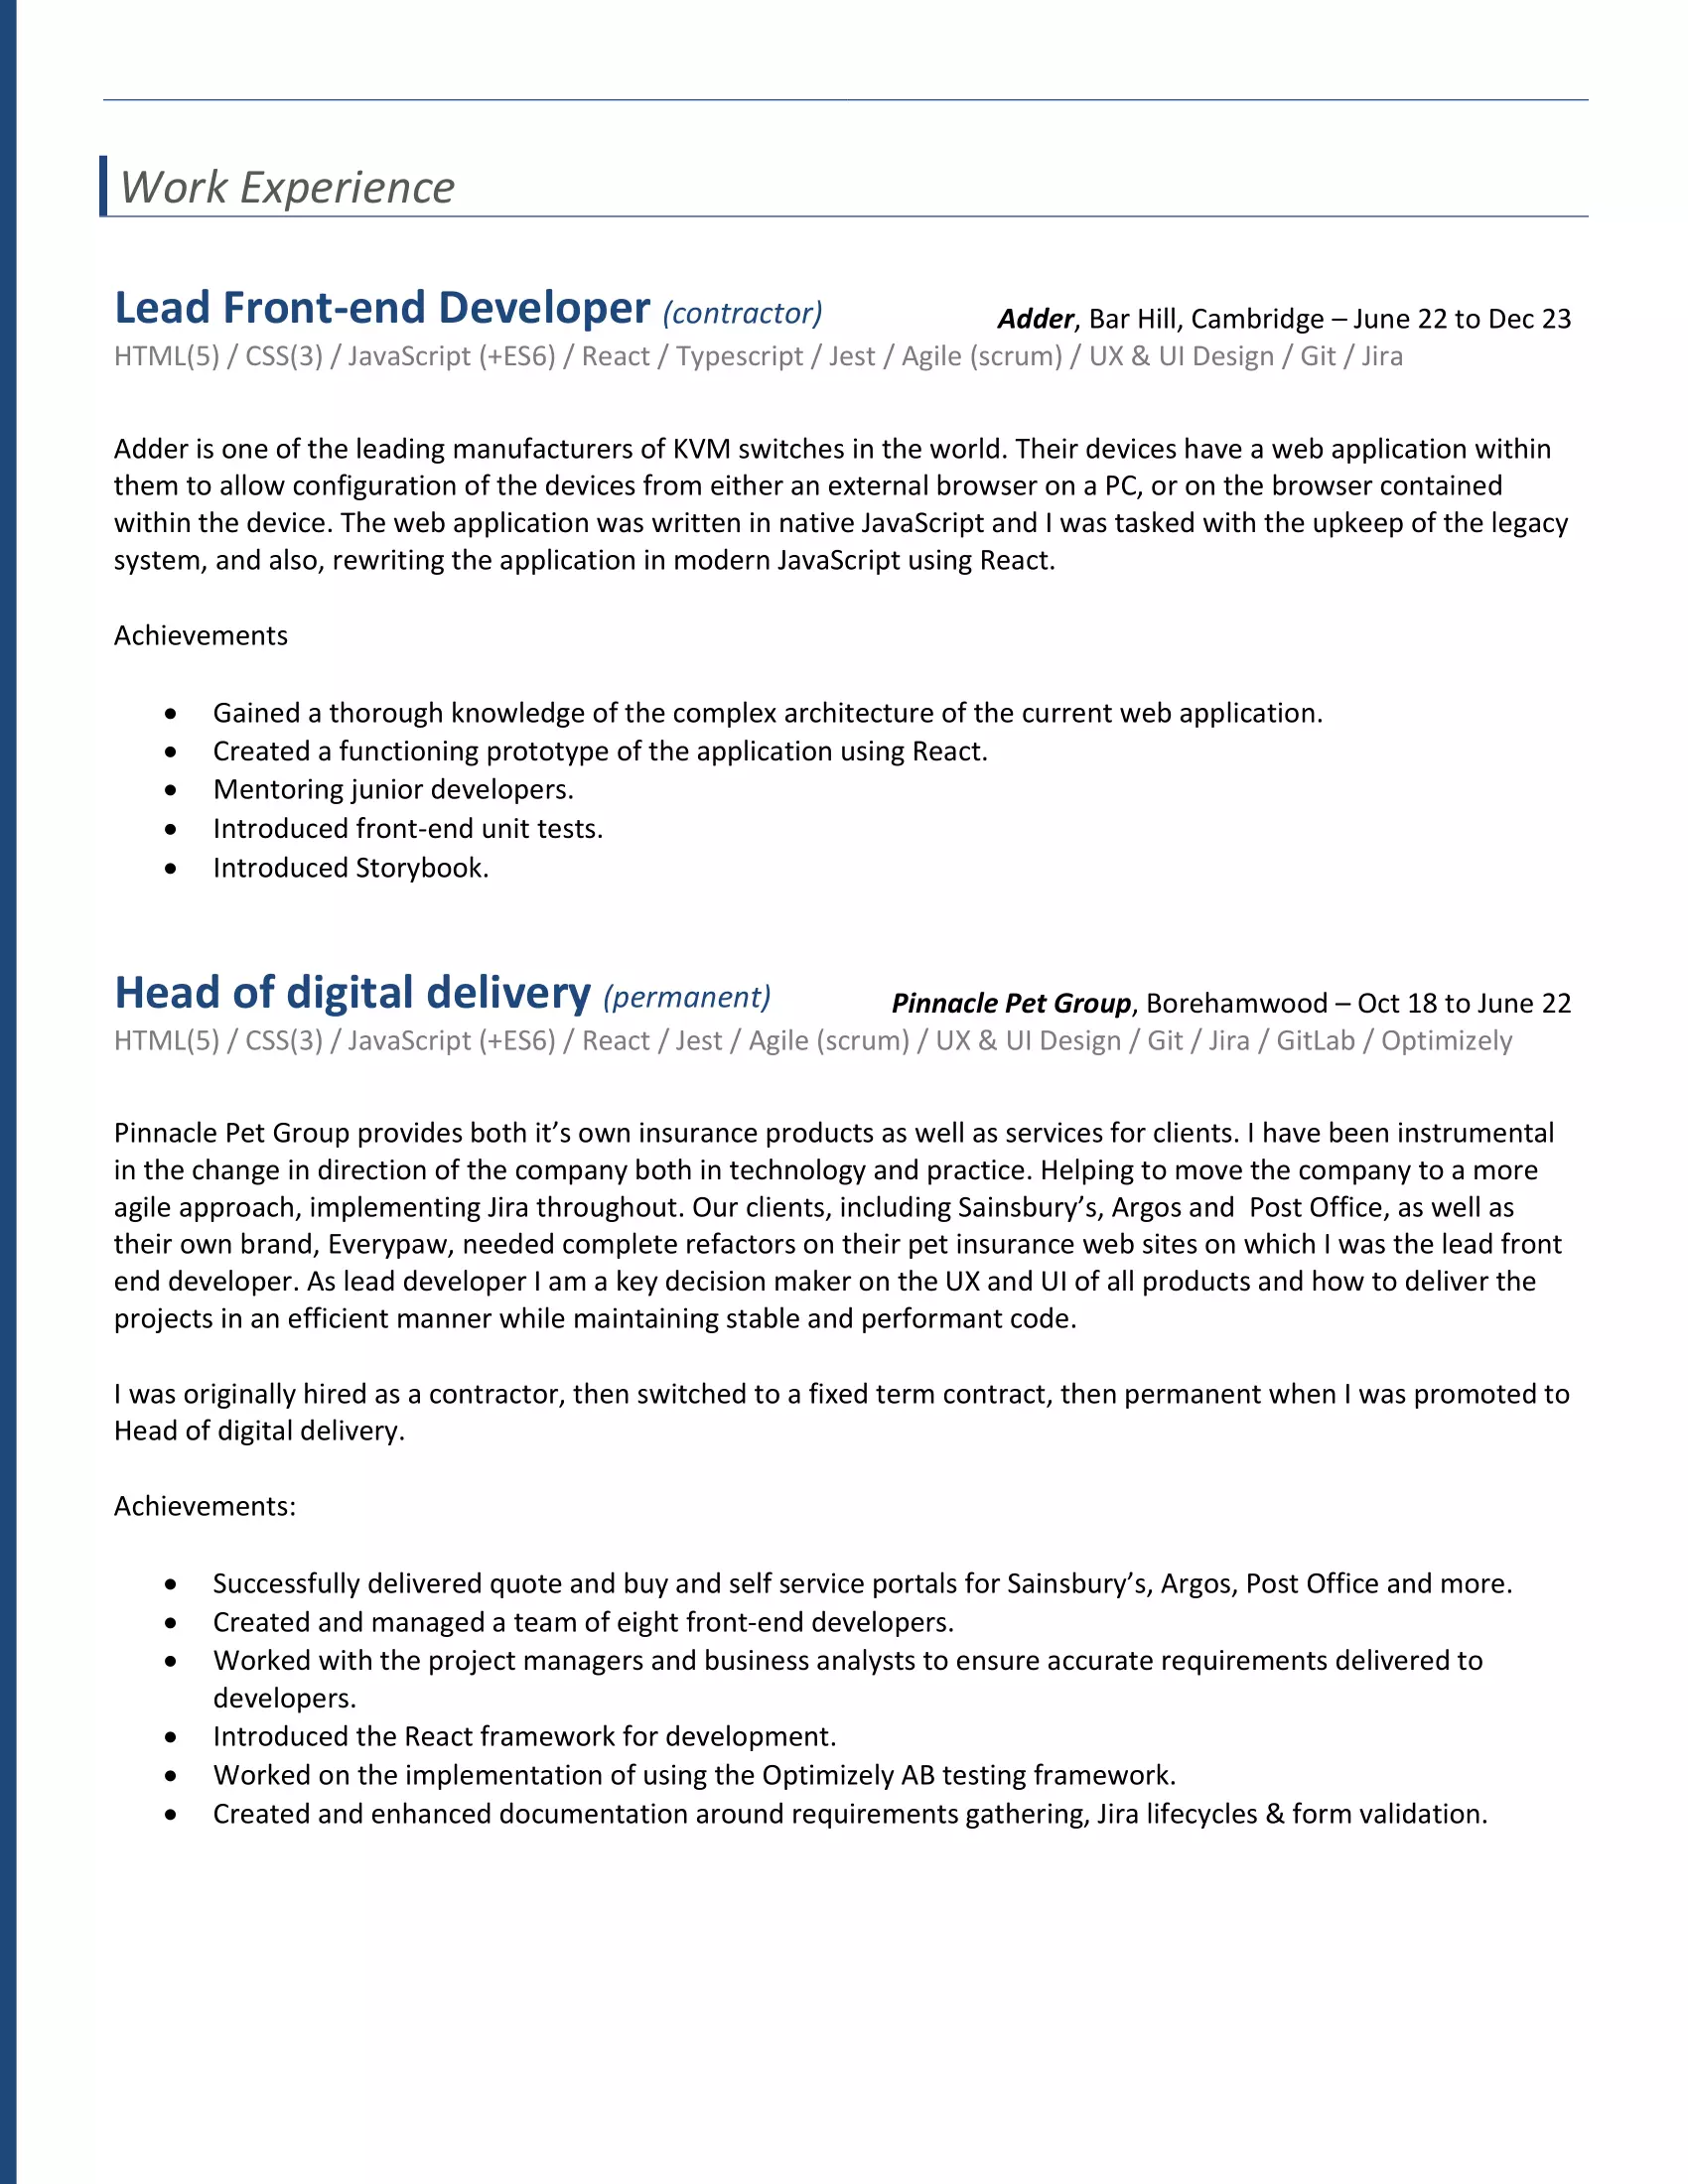 Work Experience
Lead Front-end Developer (contractor) Adder, Bar Hill, Cambridge – June 22 to Dec 23
HTML(5) / CSS(3) / JavaScript (+ES6) / React / Typescript / Jest / Agile (scrum) / UX & UI Design / Git / Jira
Adder is one of the leading manufacturers of KVM switches in the world. Their devices have a web application within
them to allow configuration of the devices from either an external browser on a PC, or on the browser contained
within the device. The web application was written in native JavaScript and I was tasked with the upkeep of the legacy
system, and also, rewriting the application in modern JavaScript using React.
Achievements
• Gained a thorough knowledge of the complex architecture of the current web application.
• Created a functioning prototype of the application using React.
• Mentoring junior developers.
• Introduced front-end unit tests.
• Introduced Storybook.
Head of digital delivery (permanent) Pinnacle Pet Group, Borehamwood – Oct 18 to June 22
HTML(5) / CSS(3) / JavaScript (+ES6) / React / Jest / Agile (scrum) / UX & UI Design / Git / Jira / GitLab / Optimizely
Pinnacle Pet Group provides both it’s own insurance products as well as services for clients. I have been instrumental
in the change in direction of the company both in technology and practice. Helping to move the company to a more
agile approach, implementing Jira throughout. Our clients, including Sainsbury’s, Argos and  Post Office, as well as
their own brand, Everypaw, needed complete refactors on their pet insurance web sites on which I was the lead front
end developer. As lead developer I am a key decision maker on the UX and UI of all products and how to deliver the
projects in an efficient manner while maintaining stable and performant code.
I was originally hired as a contractor, then switched to a fixed term contract, then permanent when I was promoted to
Head of digital delivery.
Achievements:
• Successfully delivered quote and buy and self service portals for Sainsbury’s, Argos, Post Office and more.
• Created and managed a team of eight front-end developers.
• Worked with the project managers and business analysts to ensure accurate requirements delivered to
developers.
• Introduced the React framework for development.
• Worked on the implementation of using the Optimizely AB testing framework.
• Created and enhanced documentation around requirements gathering, Jira lifecycles & form validation.